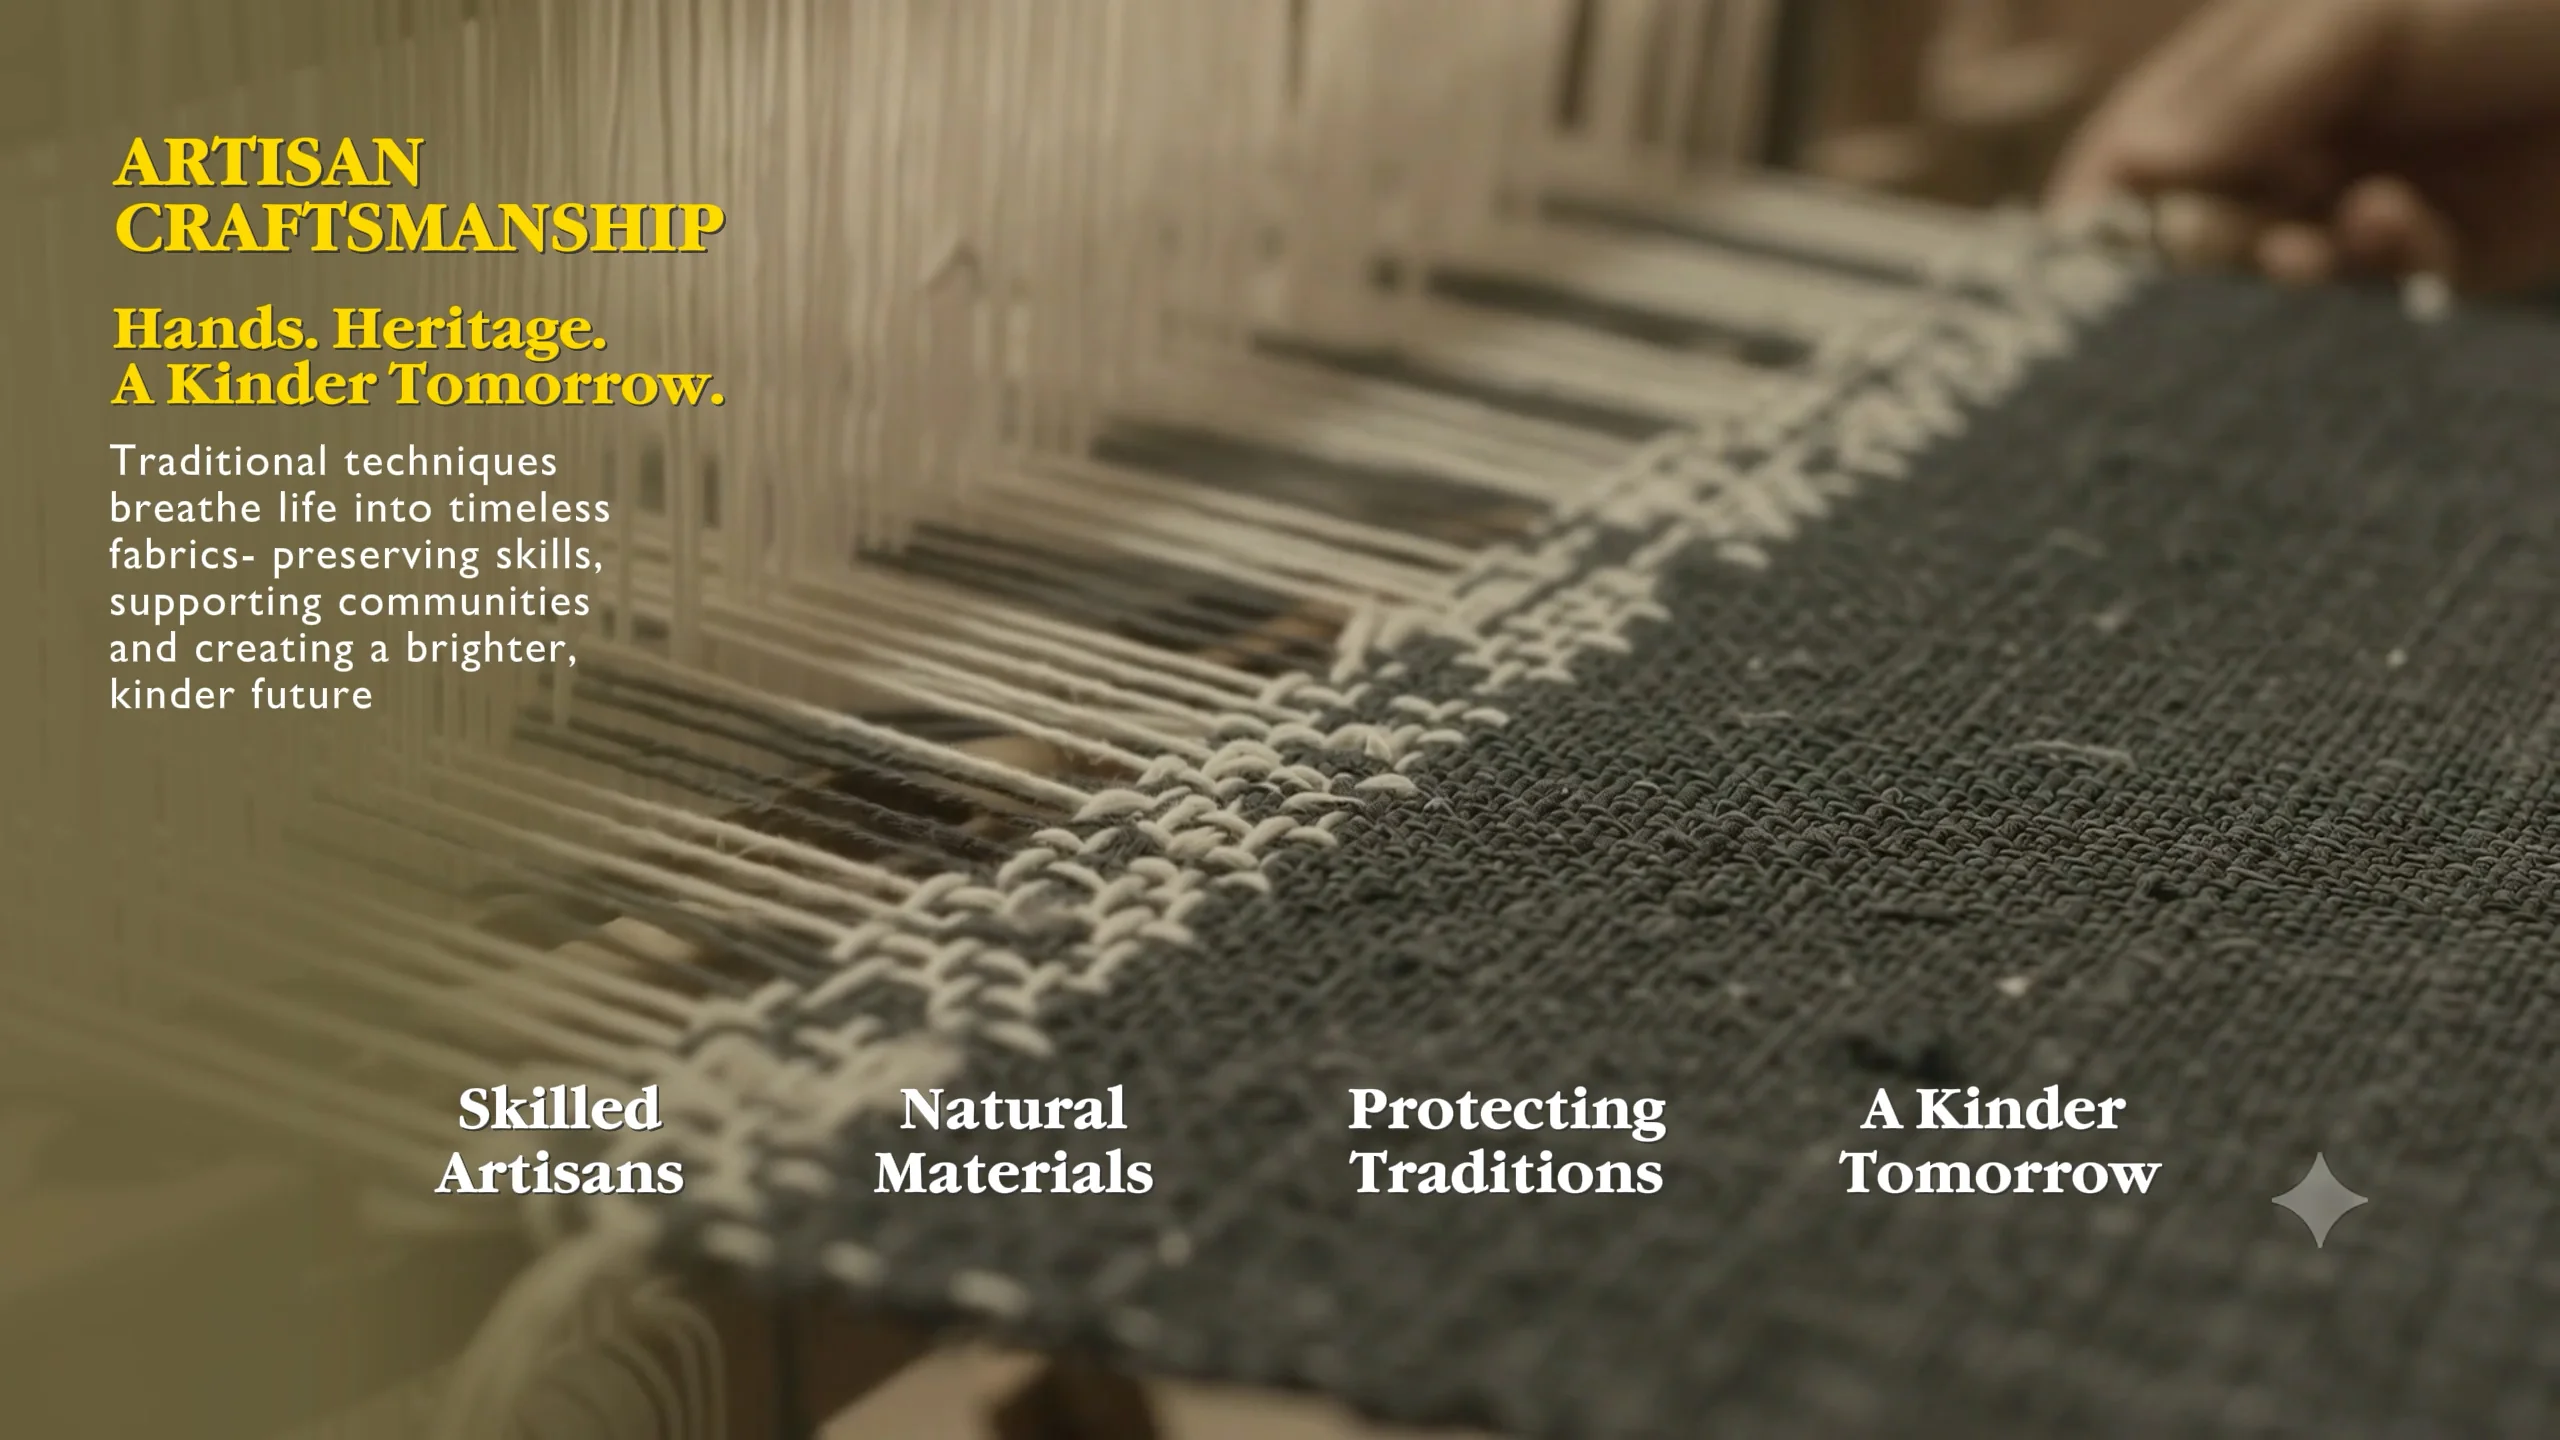 ARTISAN
CRAFTSMANSHIP
Hands. Heritage.
A Kinder Tomorrow.
Traditional techniques
breathe life into timeless
fabrics- preserving skills,
supporting communities
and creating a brighter,
kinder future
Skilled
Artisans
Natural
Materials
Protecting
Traditions
A Kinder
Tomorrow